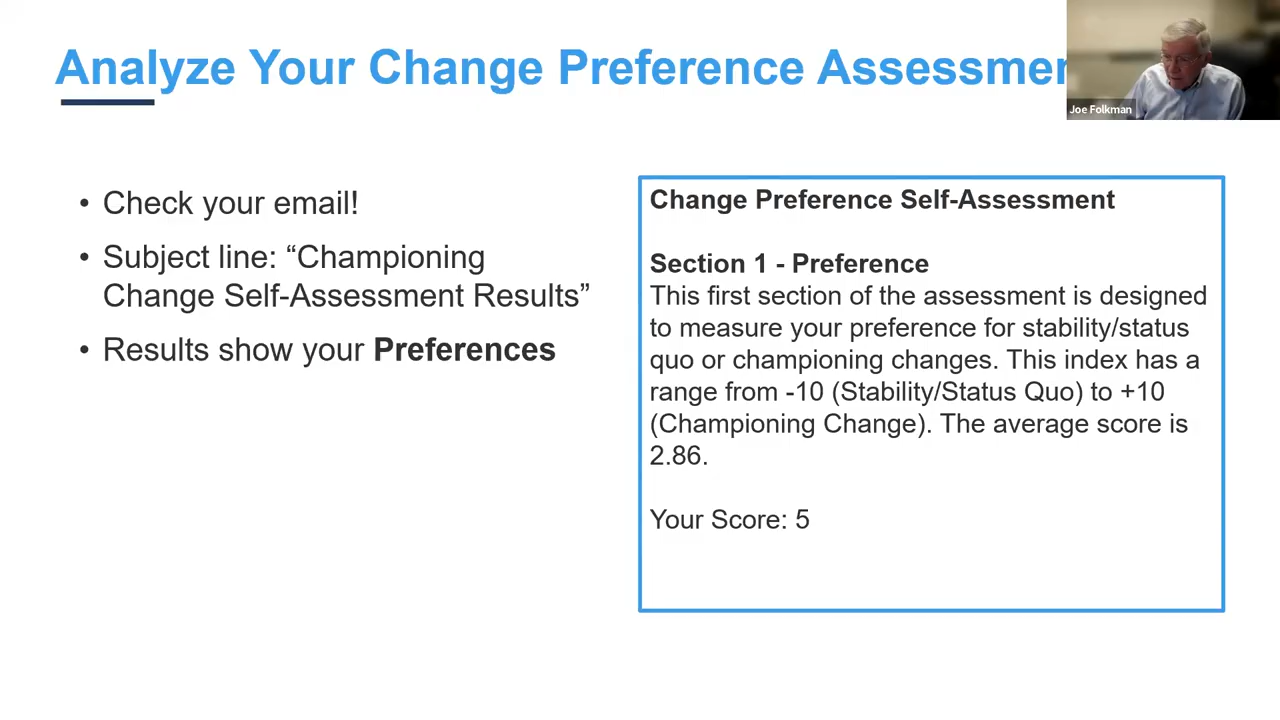 Analyze Your Change Preference Assessmen
Joe Folkman
• Check your email!
• Subject line: “Championing
Change Self-Assessment Results”
• Results show your Preferences
Change Preference Self-Assessment
Section 1 - Preference
This first section of the assessment is designed
to measure your preference for stability/status
quo or championing changes. This index has a
range from -10 (Stability/Status Quo) to +10
(Championing Change). The average score is
2.86.
Your Score: 5